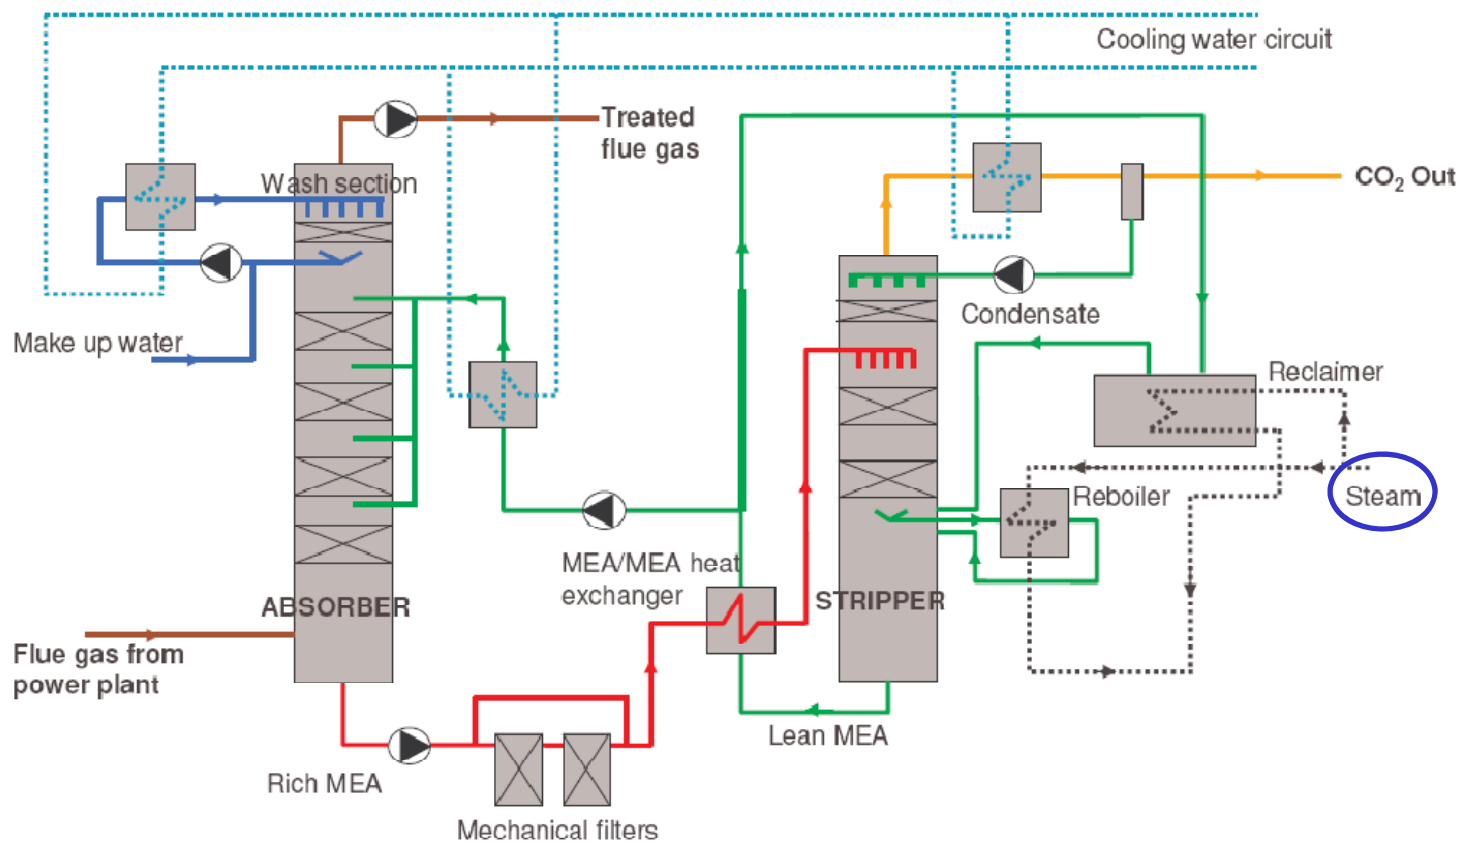 Cooling water circuit
Treated
flue gas
Wash section
CO₂ Out
Make up water
Condensate
Reclaimer
Reboiler
Steam
MEA/MEA heat
exchanger
ABSORBER
STRIPPER
Flue gas from
power plant
Lean MEA
Rich MEA
Mechanical filters